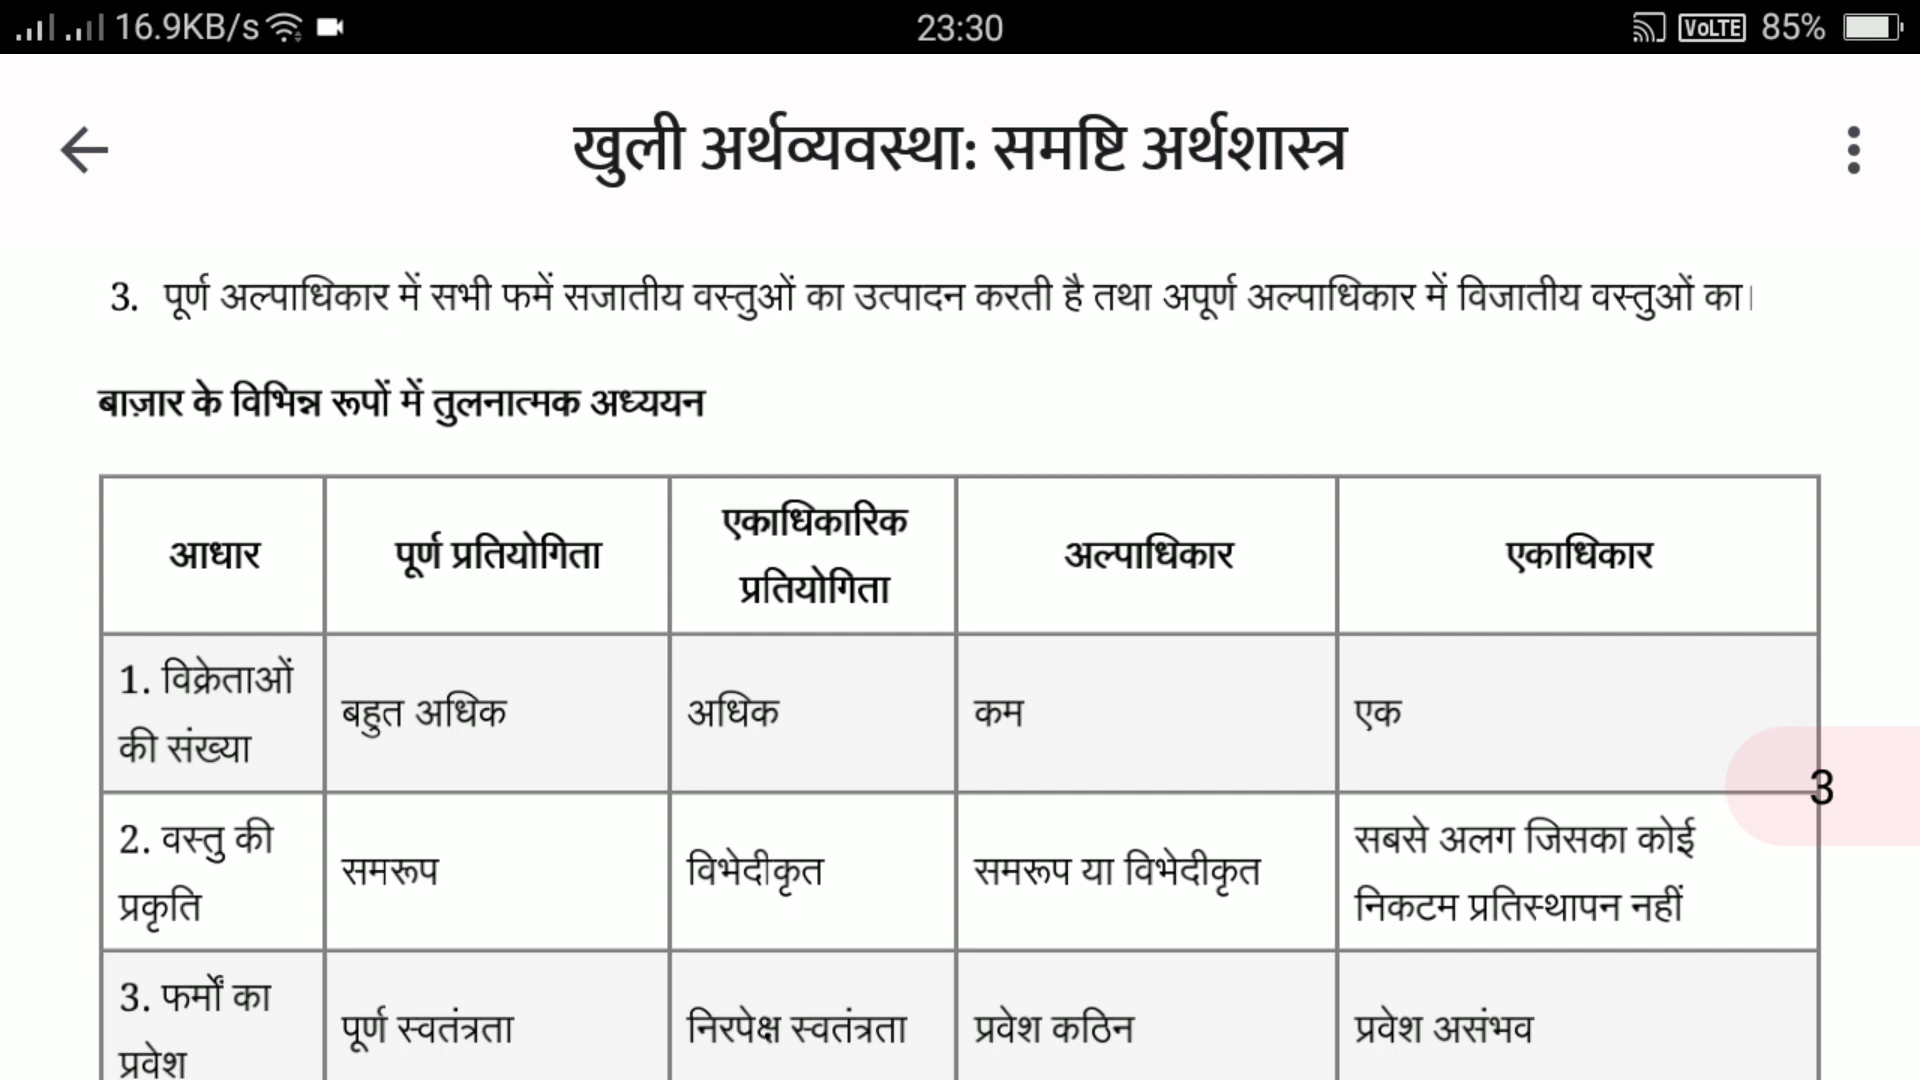 16.9KB/s 23:30 VoLTE 85%
खुली अर्थव्यवस्था: समष्टि अर्थशास्त्र
3. पूर्ण अल्पाधिकार में सभी फमें सजातीय वस्तुओं का उत्पादन करती है तथा अपूर्ण अल्पाधिकार में विजातीय वस्तुओं का।
बाज़ार के विभिन्न रूपों में तुलनात्मक अध्ययन
आधार पूर्ण प्रतियोगिता एकाधिकारिक प्रतियोगिता अल्पाधिकार एकाधिकार
1. विक्रेताओं की संख्या बहुत अधिक अधिक कम एक
3
2. वस्तु की प्रकृति समरूप विभेदीकृत समरूप या विभेदीकृत सबसे अलग जिसका कोई निकटम प्रतिस्थापन नहीं
3. फर्मों का प्रवेश पूर्ण स्वतंत्रता निरपेक्ष स्वतंत्रता प्रवेश कठिन प्रवेश असंभव